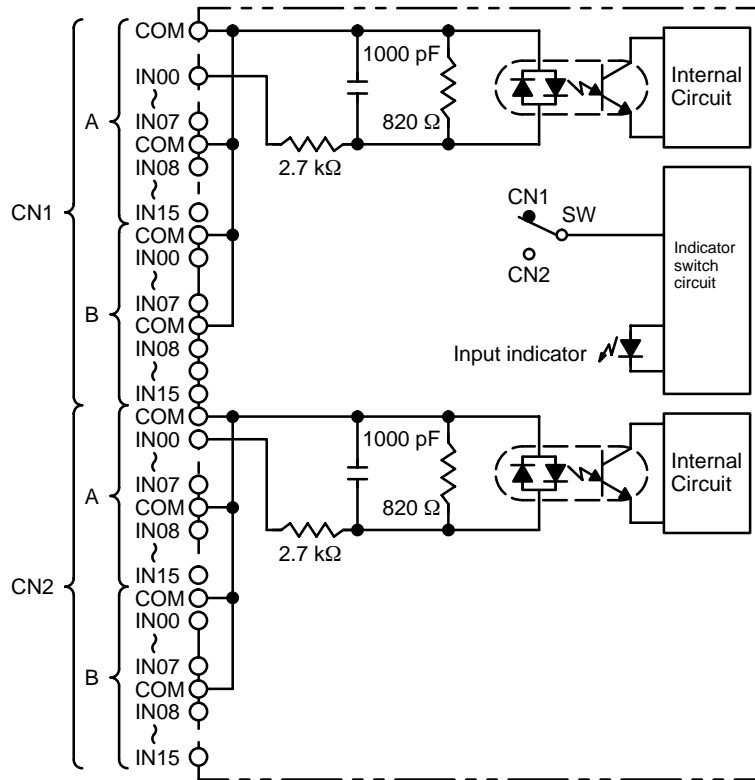 COM
1000 pF
Internal
Circuit
IN00
A
IN07
820 Ω
COM
2.7 kΩ
IN08
CN1
CN1
IN15
SW
COM
Indicator
switch
circuit
IN00
CN2
B
IN07
COM
IN08
Input indicator
IN15
COM
1000 pF
Internal
Circuit
IN00
A
IN07
820 Ω
COM
IN08
2.7 kΩ
IN15
CN2
COM
IN00
B
IN07
COM
IN08
IN15